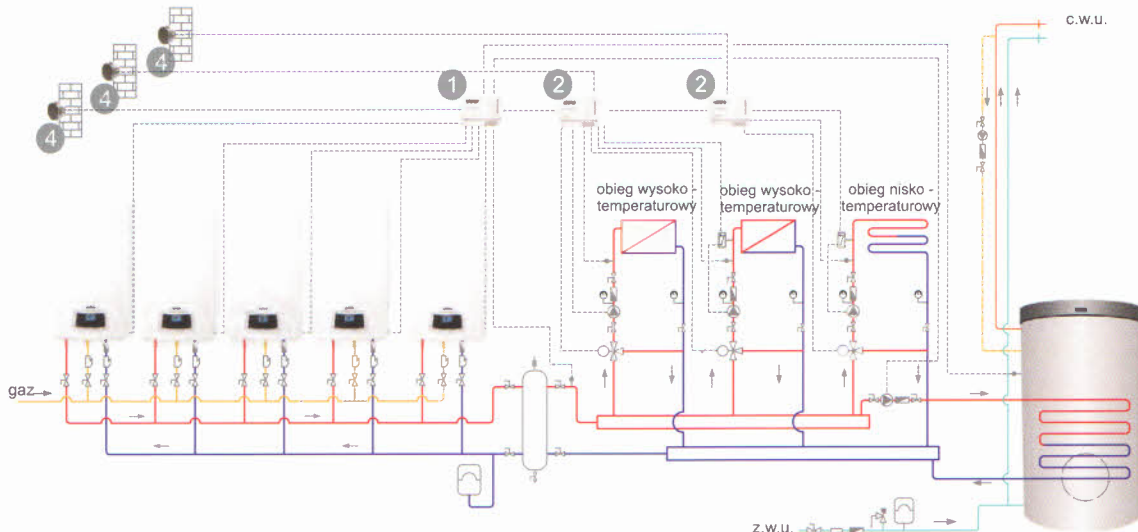 c.w.u.
4
4
4
1
2
2
obieg wysoko -
temperaturowy
obieg wysoko -
temperaturowy
obieg nisko -
temperaturowy
gaz
z.w.u.